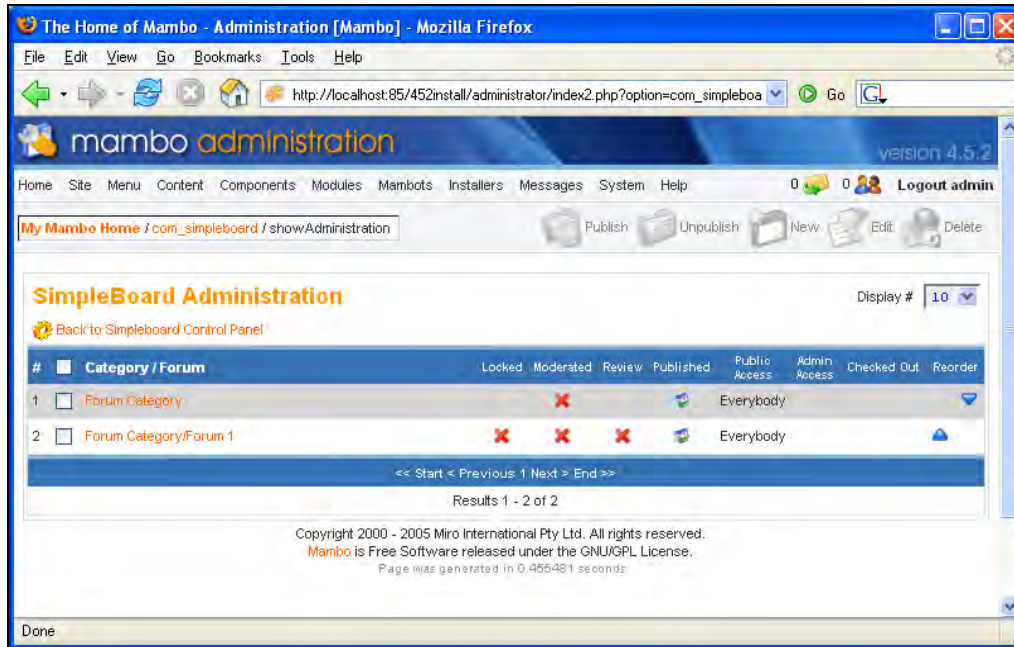 The Home of Mambo - Administration [Mambo] - Mozilla Firefox
File Edit View Go Bookmarks Tools Help
http://localhost:85/452install/administrator/index2.php?option=com_simpleboa Go G
mambo administration
version 4.5.2
Home Site Menu Content Components Modules Mambots Installers Messages System Help 0 0 Logout admin
My Mambo Home / com_simpleboard / showAdministration Publish Unpublish New Edit Delete
SimpleBoard Administration Display # 10
Back to Simpleboard Control Panel
# Category / Forum Locked Moderated Review Published Public Access Admin Access Checked Out Reorder
1 Forum Category Everybody
2 Forum Category/Forum 1 Everybody
<< Start < Previous 1 Next > End >>
Results 1 - 2 of 2
Copyright 2000 - 2005 Miro International Pty Ltd. All rights reserved.
Mambo is Free Software released under the GNU/GPL License.
Page was generated in 0.455481 seconds
Done